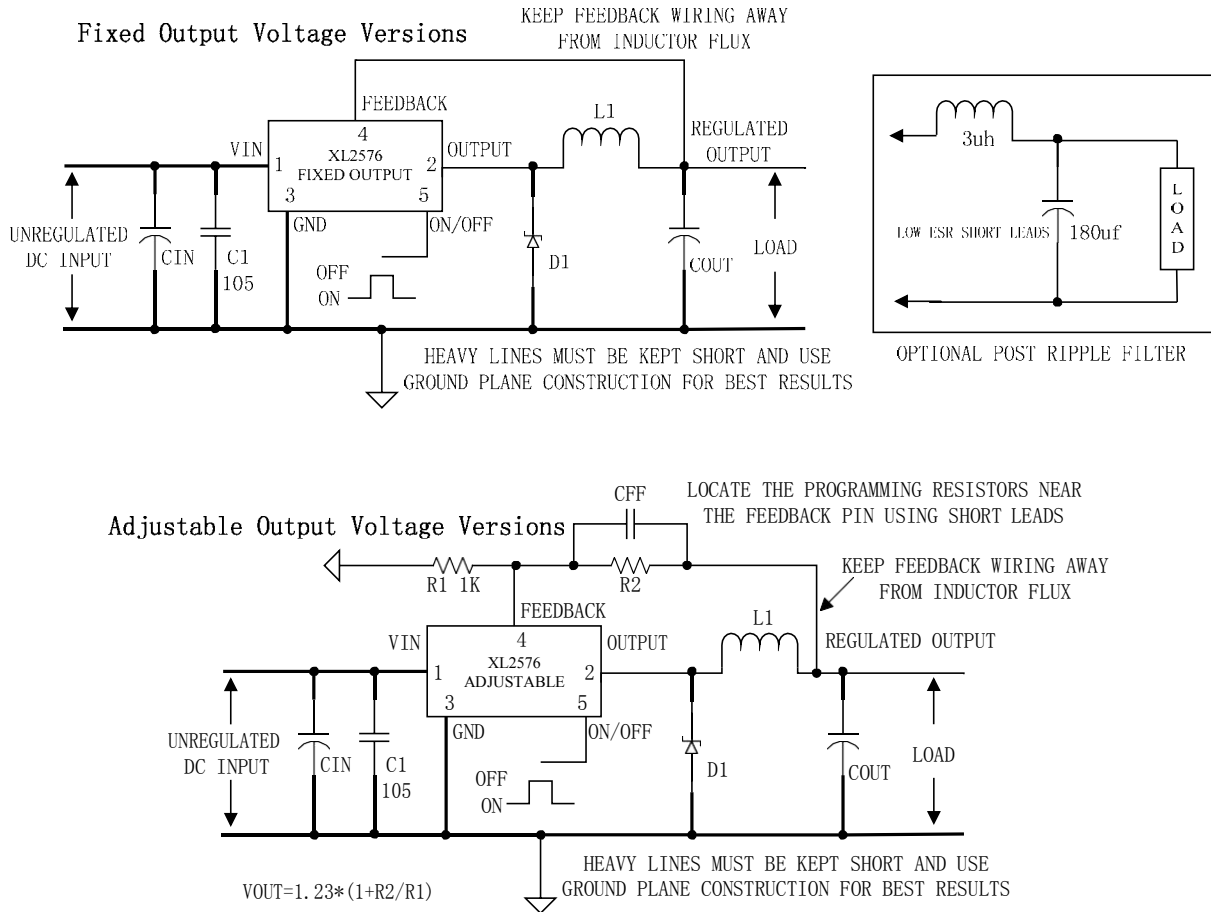 Fixed Output Voltage Versions
KEEP FEEDBACK WIRING AWAY
FROM INDUCTOR FLUX
FEEDBACK
4
VIN
1
XL2576
FIXED OUTPUT
2
OUTPUT
3
5
GND
ON/OFF
L1
REGULATED
OUTPUT
UNREGULATED
DC INPUT
CIN
C1
105
OFF
ON
D1
COUT
LOAD
HEAVY LINES MUST BE KEPT SHORT AND USE
GROUND PLANE CONSTRUCTION FOR BEST RESULTS
3uh
LOW ESR SHORT LEADS
180uf
LOAD
OPTIONAL POST RIPPLE FILTER
Adjustable Output Voltage Versions
CFF
LOCATE THE PROGRAMMING RESISTORS NEAR
THE FEEDBACK PIN USING SHORT LEADS
R1 1K
R2
KEEP FEEDBACK WIRING AWAY
FROM INDUCTOR FLUX
FEEDBACK
4
VIN
1
XL2576
ADJUSTABLE
2
OUTPUT
3
5
GND
ON/OFF
L1
REGULATED OUTPUT
UNREGULATED
DC INPUT
CIN
C1
105
OFF
ON
D1
COUT
LOAD
HEAVY LINES MUST BE KEPT SHORT AND USE
GROUND PLANE CONSTRUCTION FOR BEST RESULTS
VOUT=1.23*(1+R2/R1)